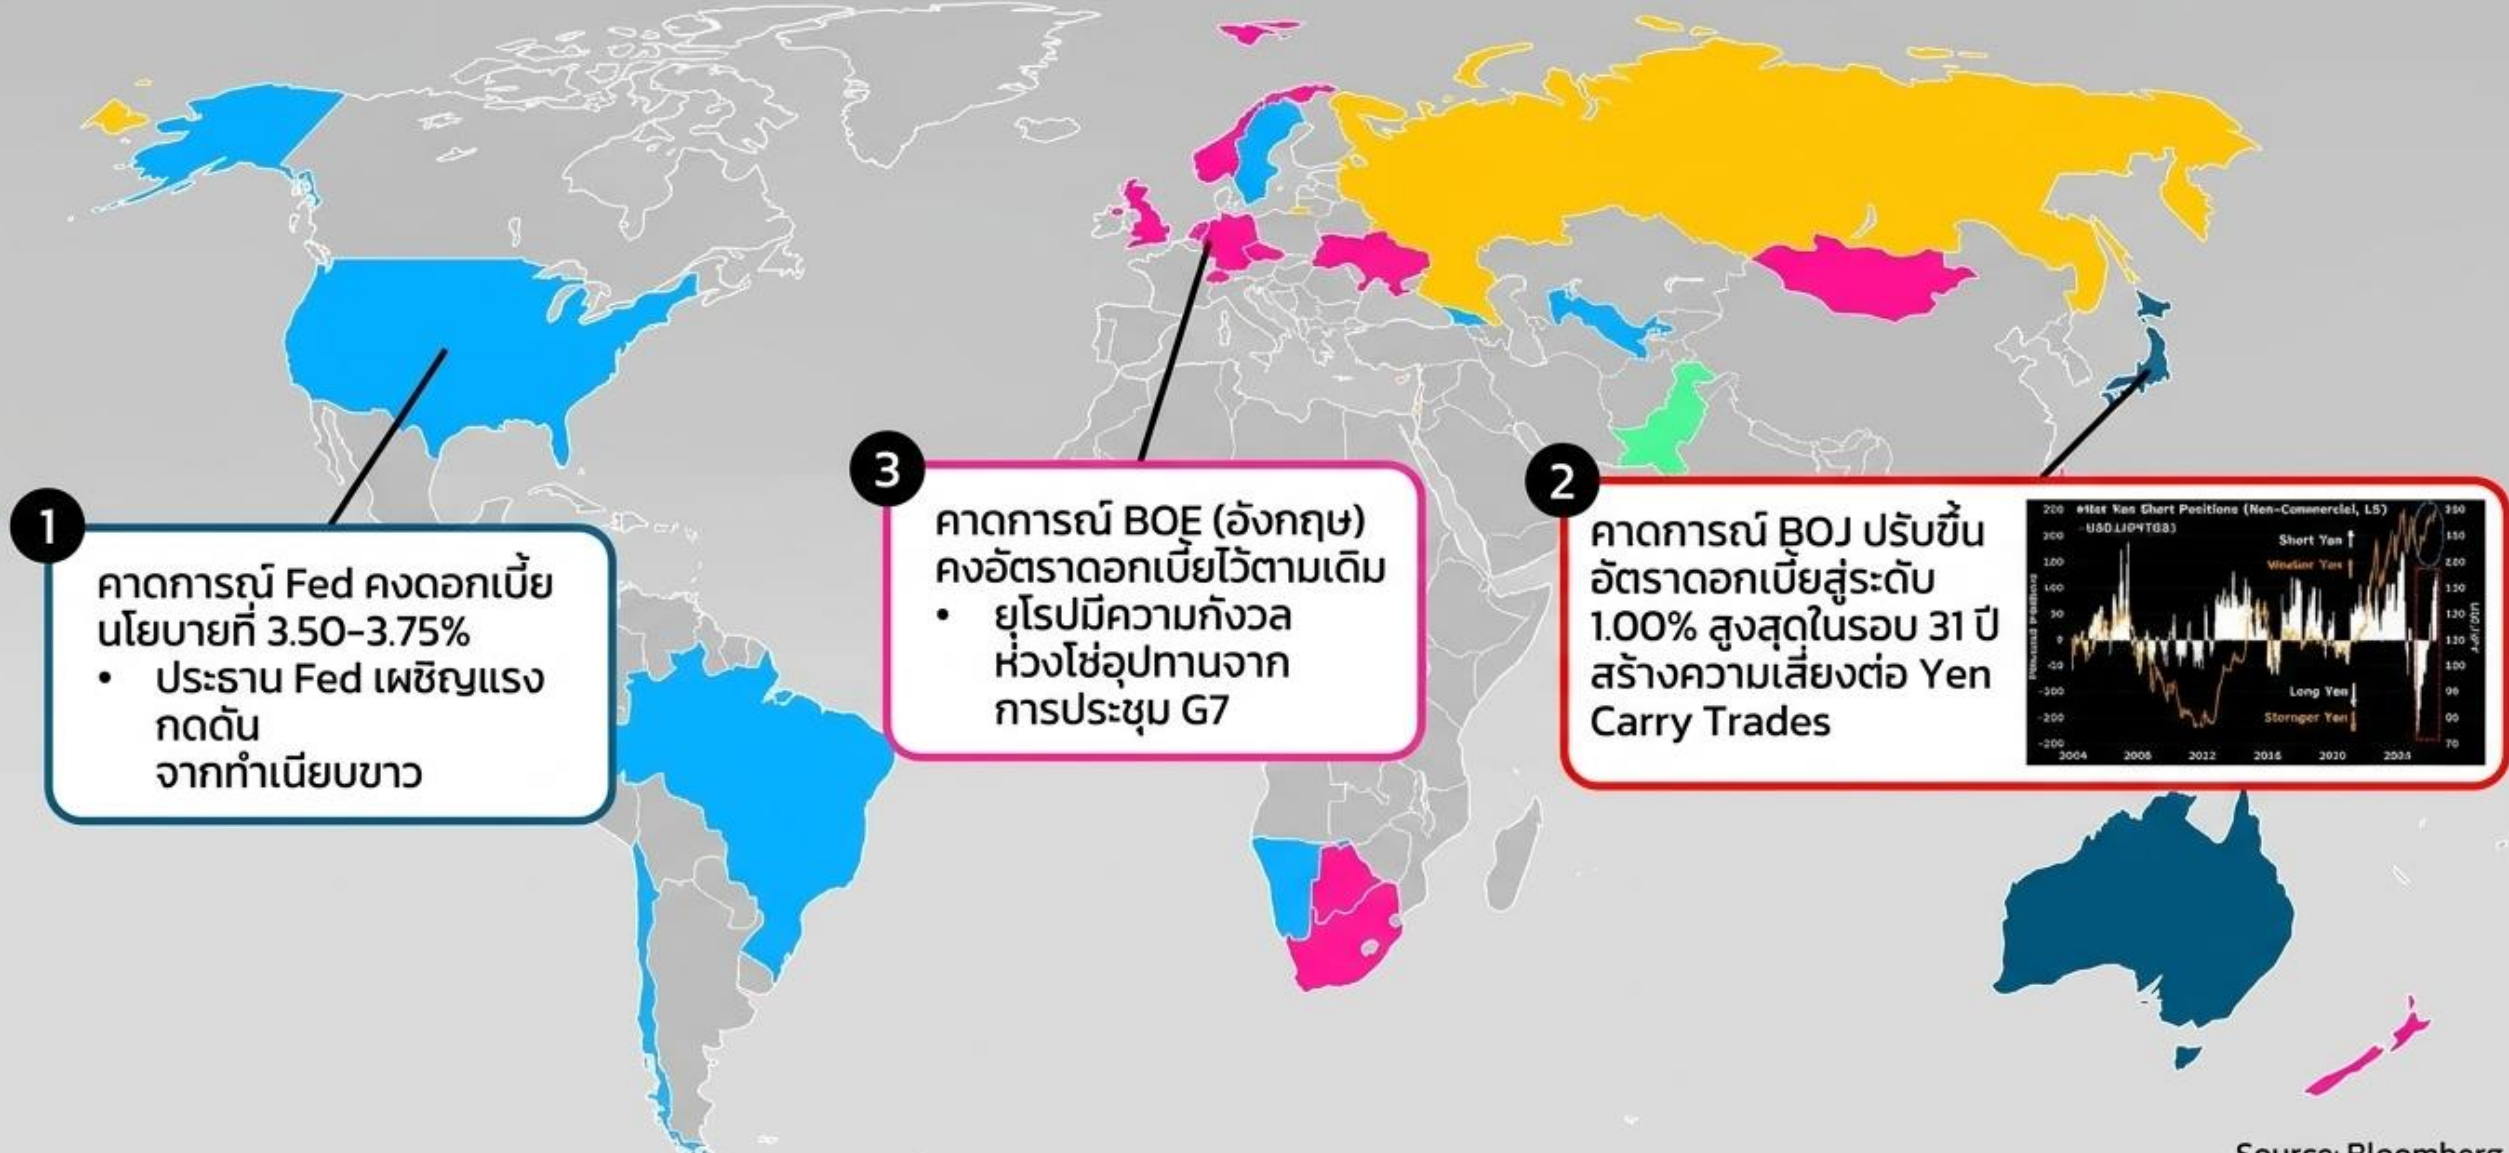 1
คาดการณ์ Fed คงดอกเบี้ย
นโยบายที่ 3.50-3.75%
• ประธาน Fed เผชิญแรง
กดดัน
จากทำเนียบขาว
3
คาดการณ์ BOE (อังกฤษ)
คงอัตราดอกเบี้ยไว้ตามเดิม
• ยุโรปมีความกังวล
ห่วงโซ่อุปทานจาก
การประชุม G7
2
คาดการณ์ BOJ ปรับขึ้น
อัตราดอกเบี้ยสู่ระดับ
1.00% สูงสุดในรอบ 31 ปี
สร้างความเสี่ยงต่อ Yen
Carry Trades
Short Yen
Long Yen
Stornger Yen
2004 2006 2012 2016 2020
Source: Bloomberg